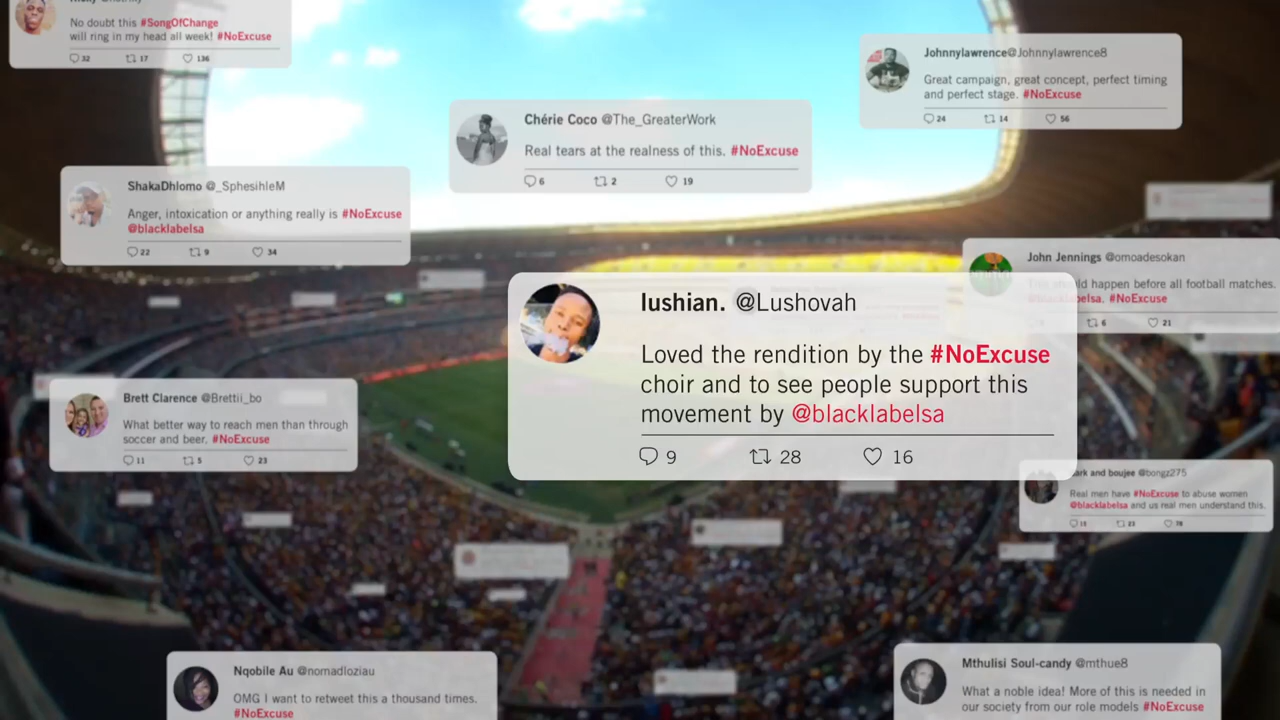 No doubt this #SongOfChange
will ring in my head all week! #NoExcuse
32 17 136
Johnnylawrence@Johnnylawrence8
Great campaign, great concept, perfect timing
and perfect stage. #NoExcuse
24 14 56
Chérie Coco @The_GreaterWork
Real tears at the realness of this. #NoExcuse
6 2 19
ShakaDhlomo @_SphesihleM
Anger, intoxication or anything really is #NoExcuse
@blacklabelsa
22 9 34
John Jennings @omoadesokan
happen before all football matches.
#NoExcuse
6 21
lushian. @Lushovah
Loved the rendition by the #NoExcuse
choir and to see people support this
movement by @blacklabelsa
9 28 16
Brett Clarence @Brettii_bo
What better way to reach men than through
soccer and beer. #NoExcuse
11 5 23
and boujee @bongz275
Real men have #NoExcuse to abuse women
@blacklabelsa and us real men understand this.
Nqobile Au @nomadloziau
OMG I want to retweet this a thousand times.
#NoExcuse
Mthulisi Soul-candy @mthue8
What a noble idea! More of this is needed in
our society from our role models #NoExcuse